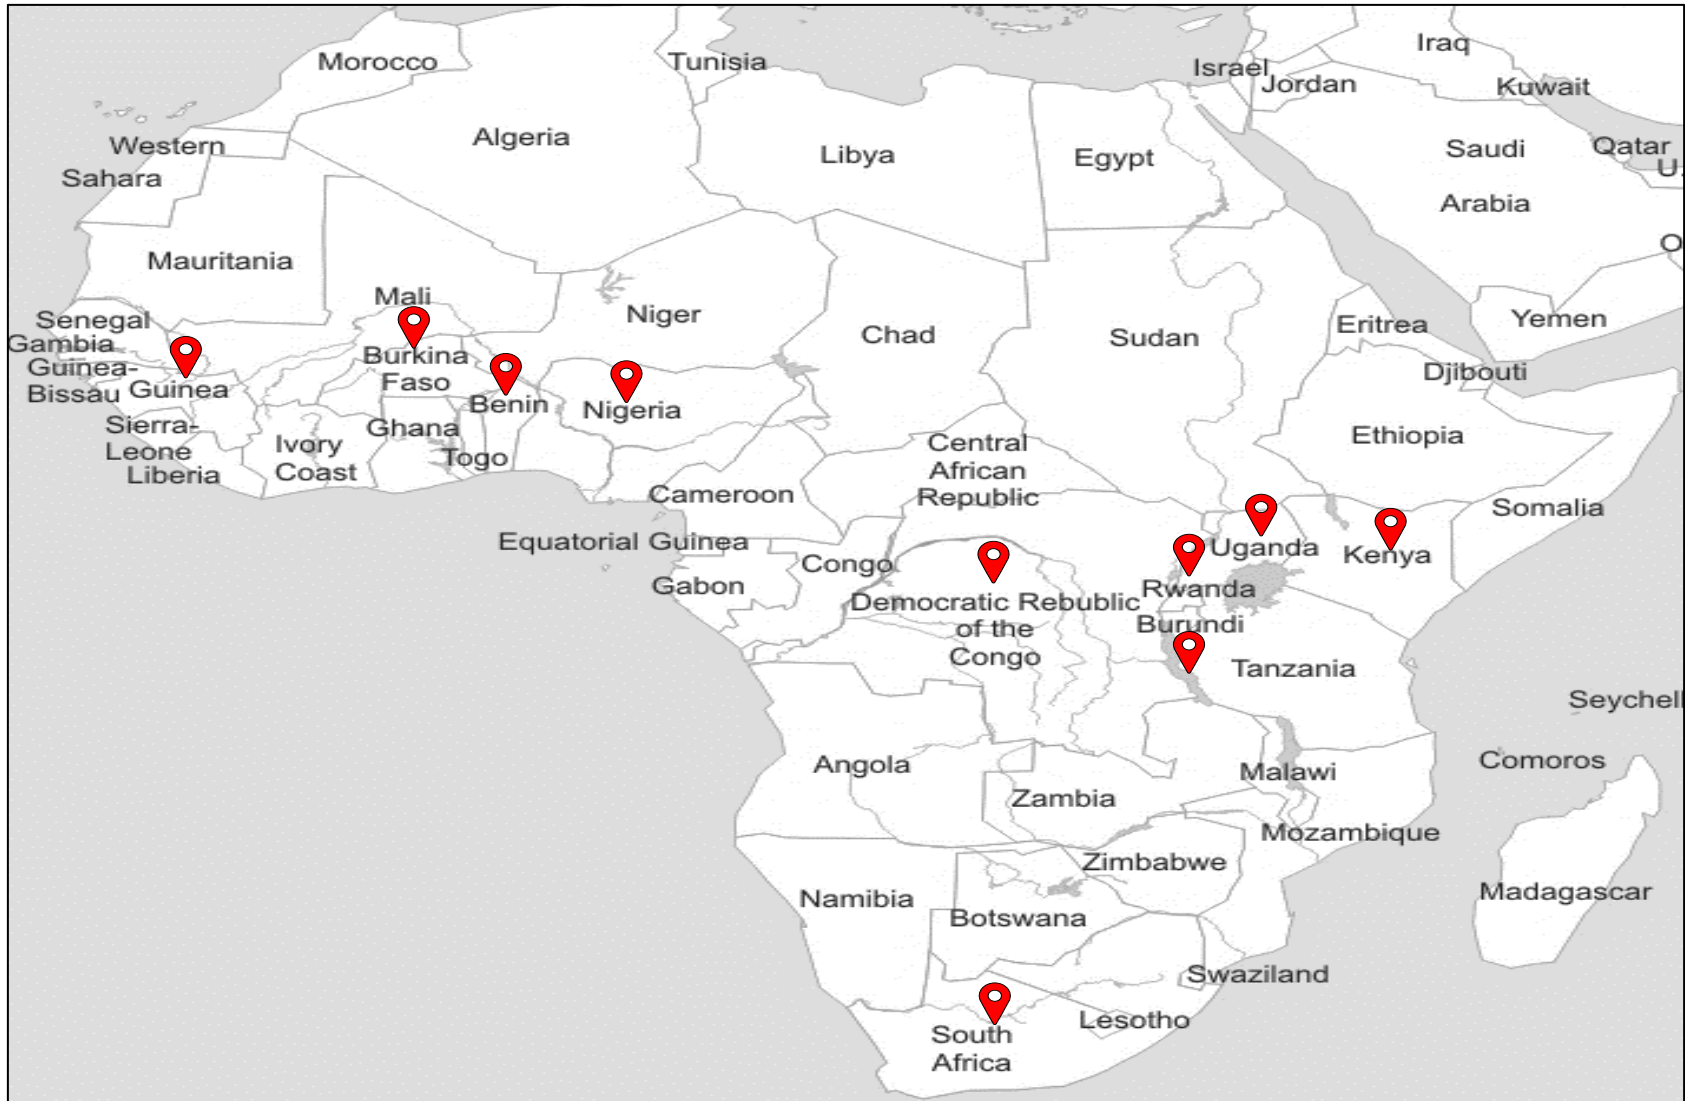 Morocco
Tunisia
Israel
Jordan
Iraq
Kuwait
Western
Sahara
Algeria
Libya
Egypt
Saudi
Arabia
Qatar
U.
O
Mauritania
Mali
Niger
Chad
Sudan
Eritrea
Yemen
Djibouti
Senegal
Gambia
Guinea-
Bissau
Guinea
Burkina
Faso
Benin
Nigeria
Sierra-
Leone
Liberia
Ivory
Coast
Ghana
Togo
Cameroon
Central
African
Republic
Ethiopia
Somalia
Equatorial Guinea
Gabon
Congo
Democratic Rebublic
of the
Congo
Uganda
Kenya
Rwanda
Burundi
Tanzania
Seychell
Comoros
Angola
Zambia
Malawi
Mozambique
Zimbabwe
Namibia
Botswana
Madagascar
Swaziland
Lesotho
South
Africa